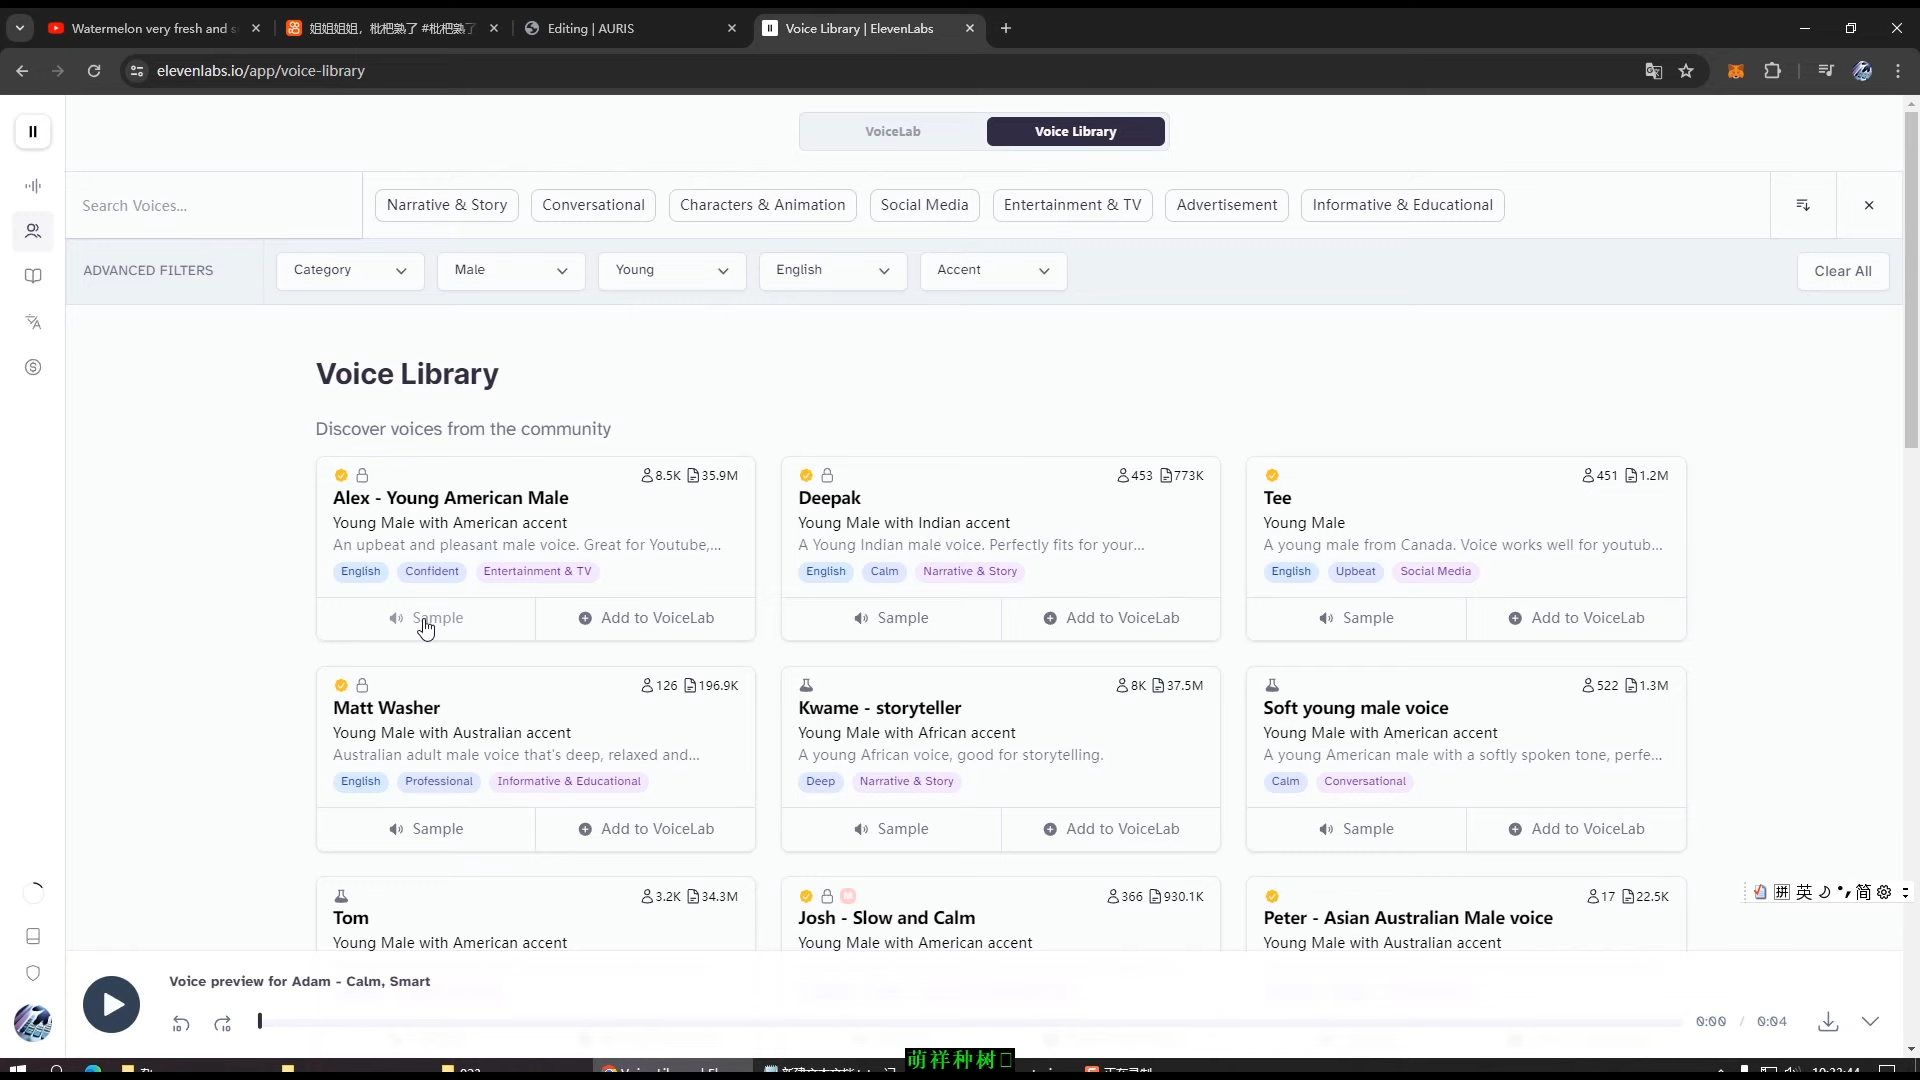 Watermelon very fresh and s
姐姐姐姐，枇杷熟了 #枇杷熟了
Editing | AURIS
Voice Library | ElevenLabs
elevenlabs.io/app/voice-library
VoiceLab
Voice Library
Search Voices...
Narrative & Story
Conversational
Characters & Animation
Social Media
Entertainment & TV
Advertisement
Informative & Educational
ADVANCED FILTERS
Category
Male
Young
English
Accent
Clear All
Voice Library
Discover voices from the community
8.5K 35.9M
Alex - Young American Male
Young Male with American accent
An upbeat and pleasant male voice. Great for Youtube,...
English Confident Entertainment & TV
Sample Add to VoiceLab
453 773K
Deepak
Young Male with Indian accent
A Young Indian male voice. Perfectly fits for your...
English Calm Narrative & Story
Sample Add to VoiceLab
451 1.2M
Tee
Young Male
A young male from Canada. Voice works well for youtub...
English Upbeat Social Media
Sample Add to VoiceLab
126 196.9K
Matt Washer
Young Male with Australian accent
Australian adult male voice that's deep, relaxed and...
English Professional Informative & Educational
Sample Add to VoiceLab
8K 37.5M
Kwame - storyteller
Young Male with African accent
A young African voice, good for storytelling.
Deep Narrative & Story
Sample Add to VoiceLab
522 1.3M
Soft young male voice
Young Male with American accent
A young American male with a softly spoken tone, perfe...
Calm Conversational
Sample Add to VoiceLab
3.2K 34.3M
Tom
Young Male with American accent
366 930.1K
Josh - Slow and Calm
Young Male with American accent
17 22.5K
Peter - Asian Australian Male voice
Young Male with Australian accent
拼 英 简
Voice preview for Adam - Calm, Smart
10 10
0:00 / 0:04
萌祥种树